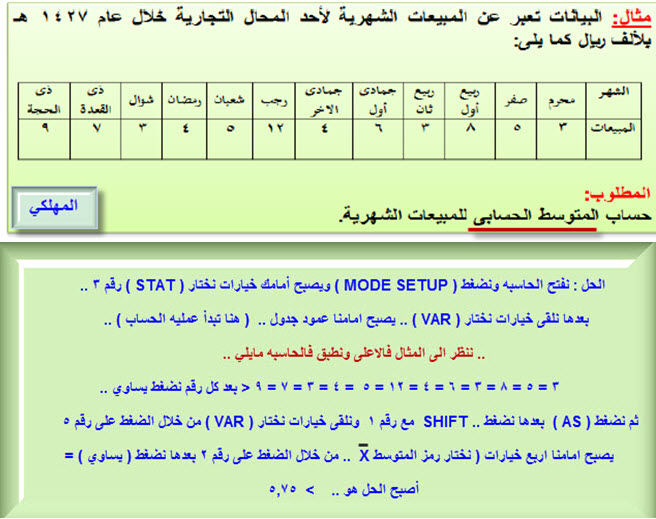 مثال: البيانات تعبر عن المبيعات الشهرية لأحد المحال التجارية خلال عام ١٤٢٧ هـ
بلألف ريال كما يلى:
الشهر محرم صفر ربيع أول ربيع ثان جمادى أول جمادى الاخر رجب شعبان رمضان شوال ذى القعدة ذى الحجة
المبيعات ٣ ٥ ٨ ٣ ٦ ٤ ١٢ ٥ ٤ ٣ ٧ ٩
المطلوب:
حساب المتوسط الحسابى للمبيعات الشهرية.
المهلكي
الحل : نفتح الحاسبه ونضغط ( MODE SETUP ) ويصبح أمامك خيارات نختار ( STAT ) رقم ٣ ..
بعدها نلقى خيارات نختار ( VAR ) .. يصبح امامنا عمود جدول .. ( هنا تبدأ عمليه الحساب ) ..
.. ننظر الى المثال فالاعلى ونطبق فالحاسبه مايلي ..
٣ = ٥ = ٨ = ٣ = ٦ = ٤ = ١٢ = ٥ = ٤ = ٣ = ٧ = ٩ < بعد كل رقم نضغط يساوي ..
ثم نضغط ( AS ) بعدها نضغط .. SHIFT مع رقم ١ ونلقى خيارات نختار ( VAR ) من خلال الضغط على رقم ٥
يصبح امامنا اربع خيارات ( نختار رمز المتوسط X̅ .. من خلال الضغط على رقم ٢ بعدها نضغط ( يساوي ) =
أصبح الحل هو .. > ٥,٧٥